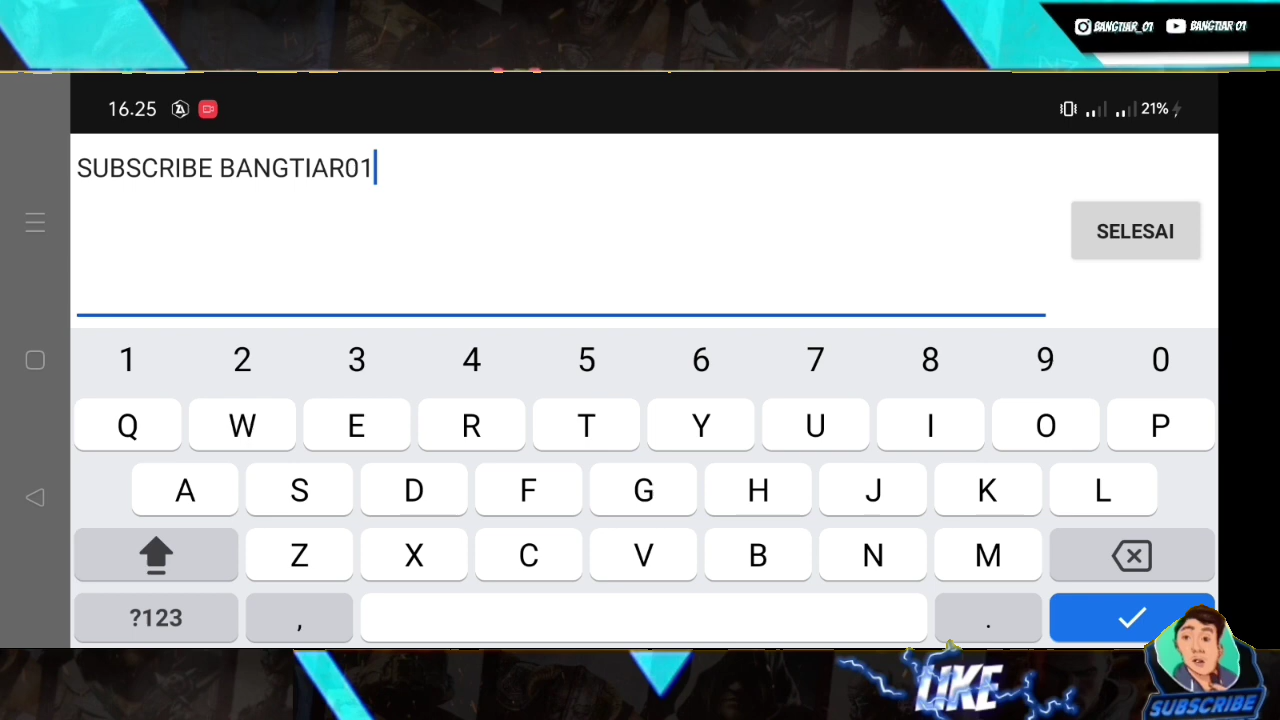 BANGTIAR_01 BANGTIAR 01
16.25 21%
SUBSCRIBE BANGTIAR01
SELESAI
1 2 3 4 5 6 7 8 9 0
Q W E R T Y U I O P
A S D F G H J K L
Z X C V B N M
?123 , .
LIKE
SUBSCRIBE